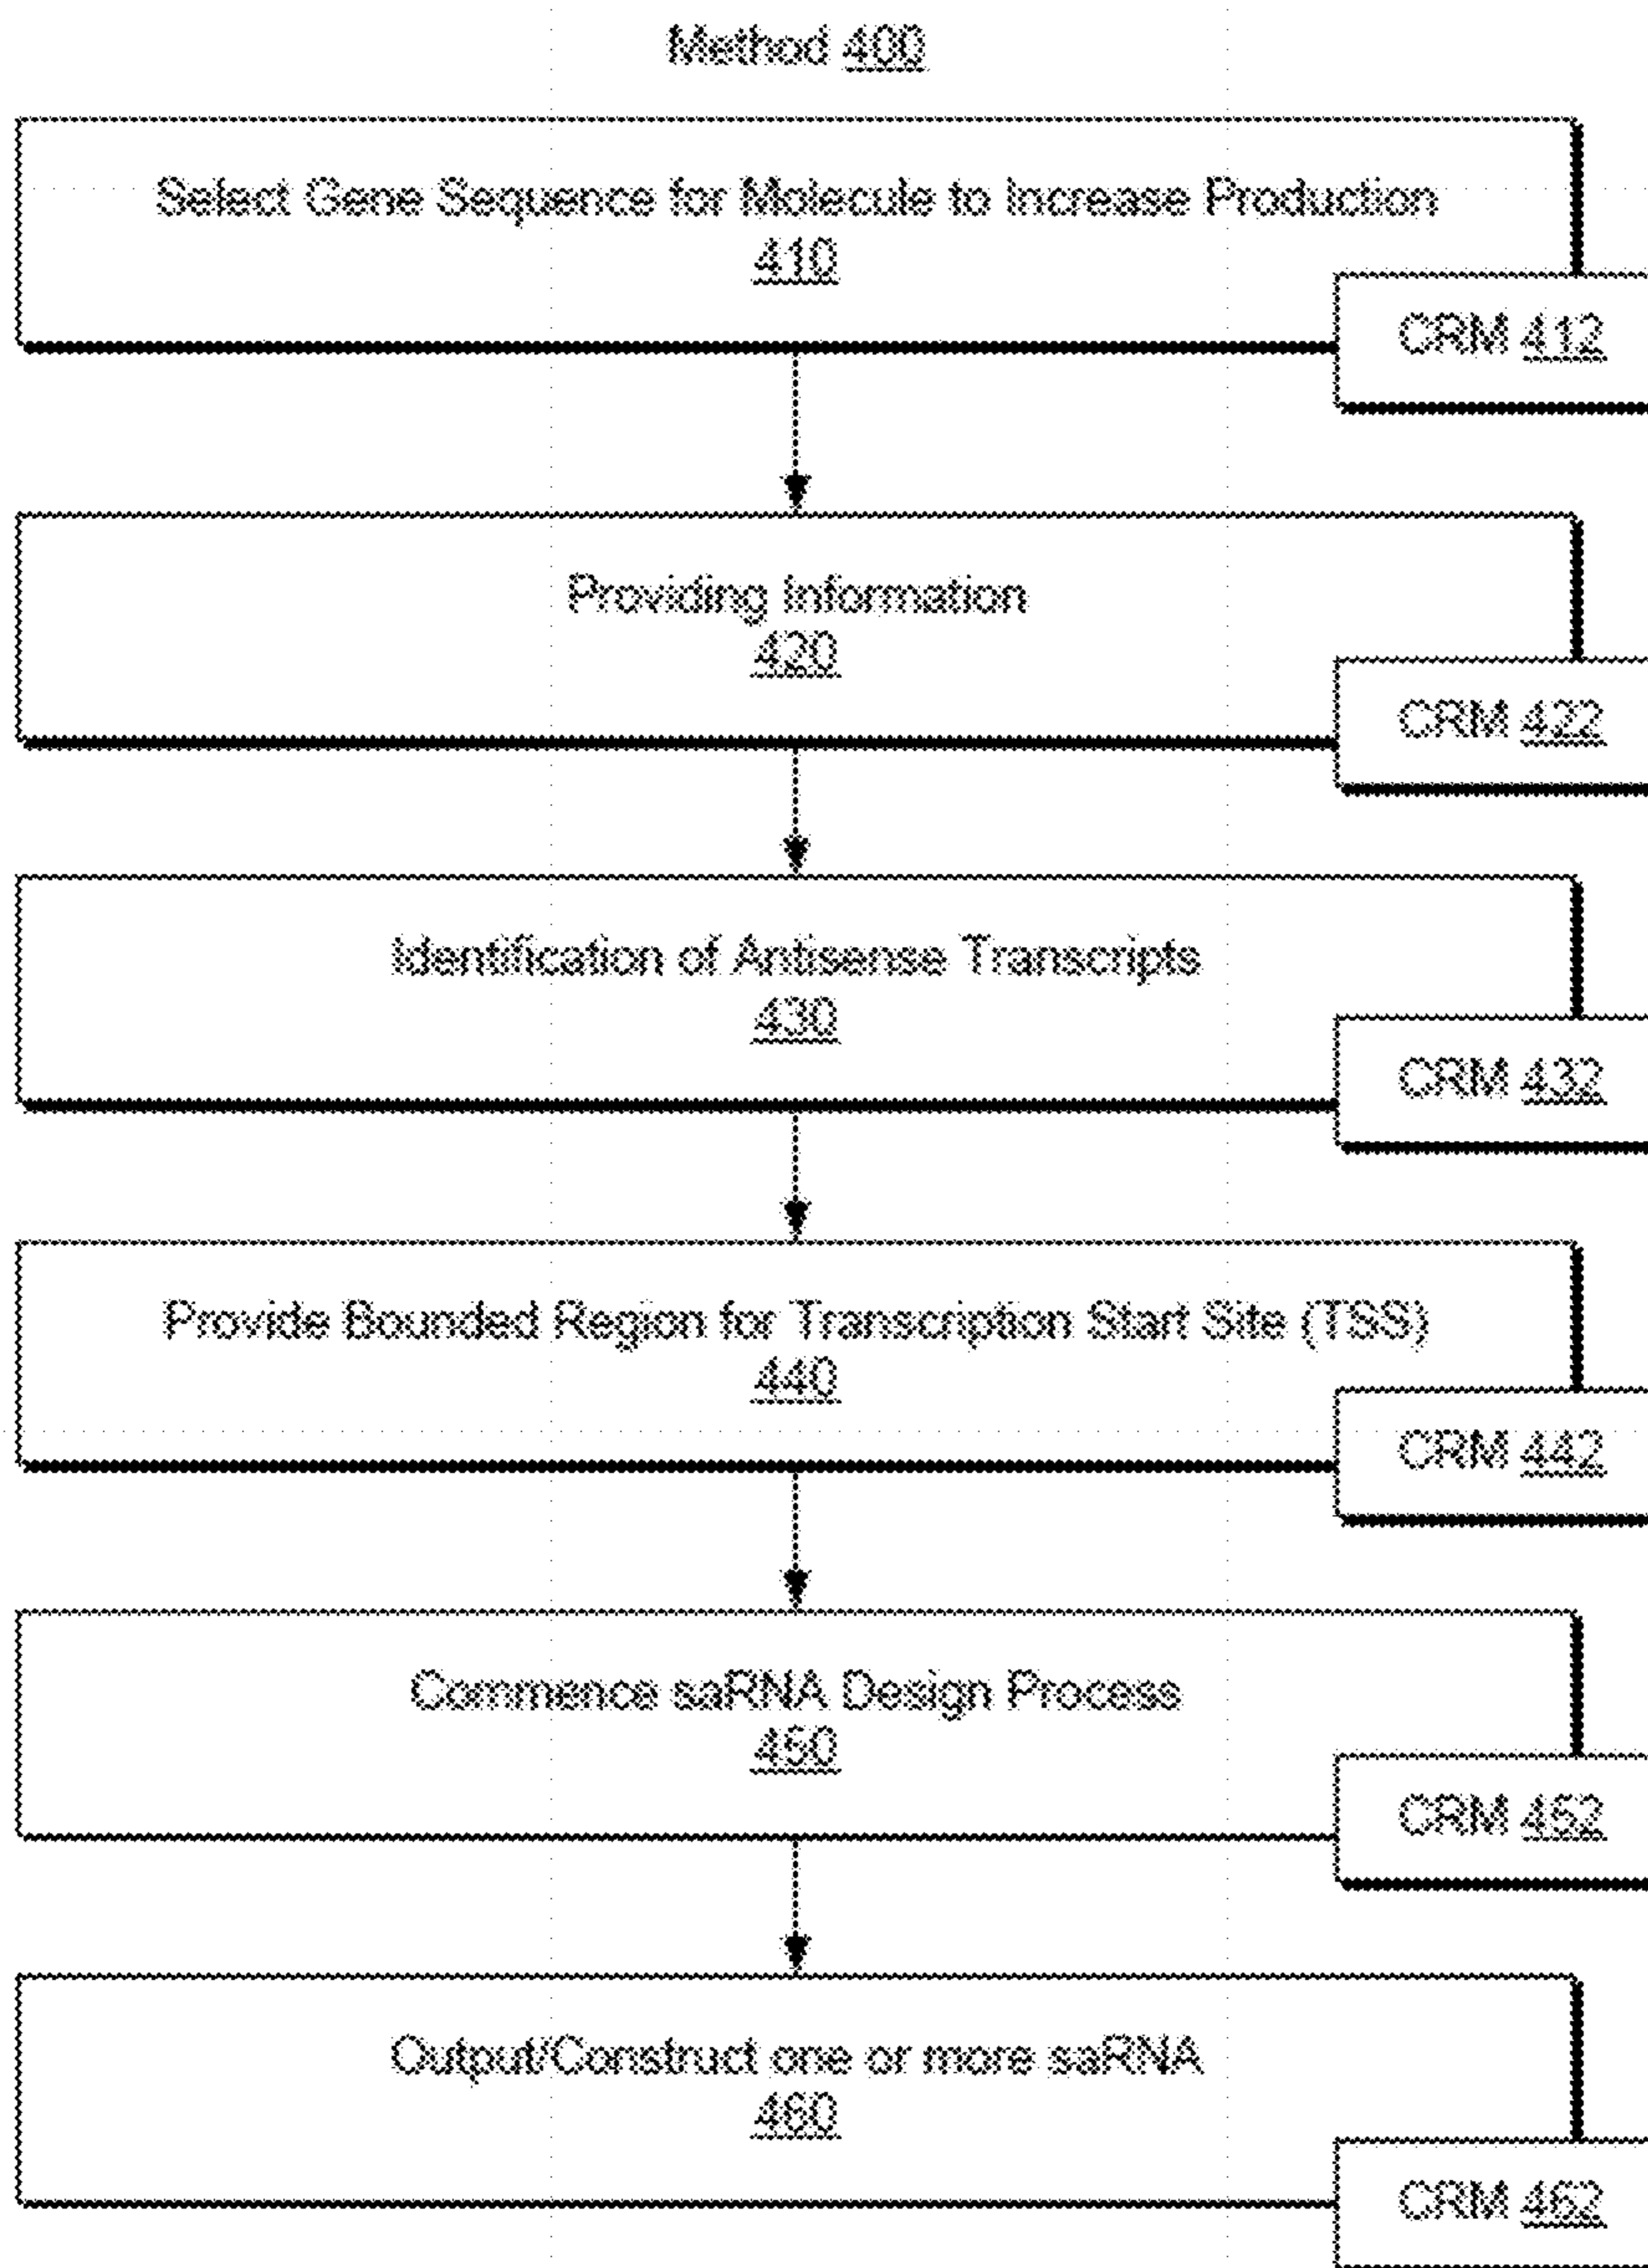 Method 400
Select Gene Sequence for Molecule to Increase Production
410
CRM 412
Providing Information
420
CRM 422
Identification of Antisense Transcripts
430
CRM 432
Provide Bounded Region for Transcription Start Site (TSS)
440
CRM 442
Commence saRNA Design Process
450
CRM 452
Output/Construct one or more saRNA
460
CRM 462